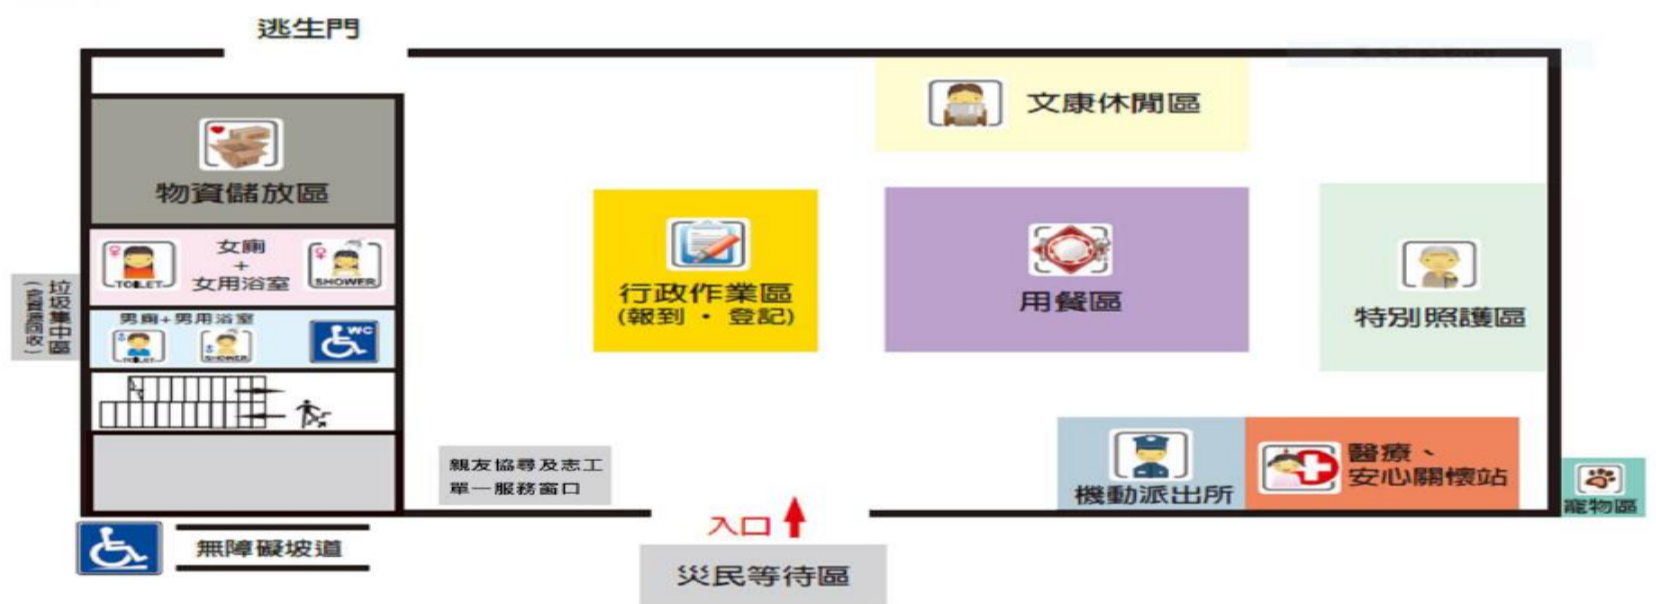 逃生門
文康休閒區
物資儲放區
女廁
+
女用浴室
TOILET
SHOWER
行政作業區
(報到・登記)
用餐區
特別照護區
垃圾集中區
(含資源回收)
男廁+男用浴室
TOILET
SHOWER
WC
親友協尋及志工
單一服務窗口
機動派出所
醫療、
安心關懷站
寵物區
入口
無障礙坡道
災民等待區